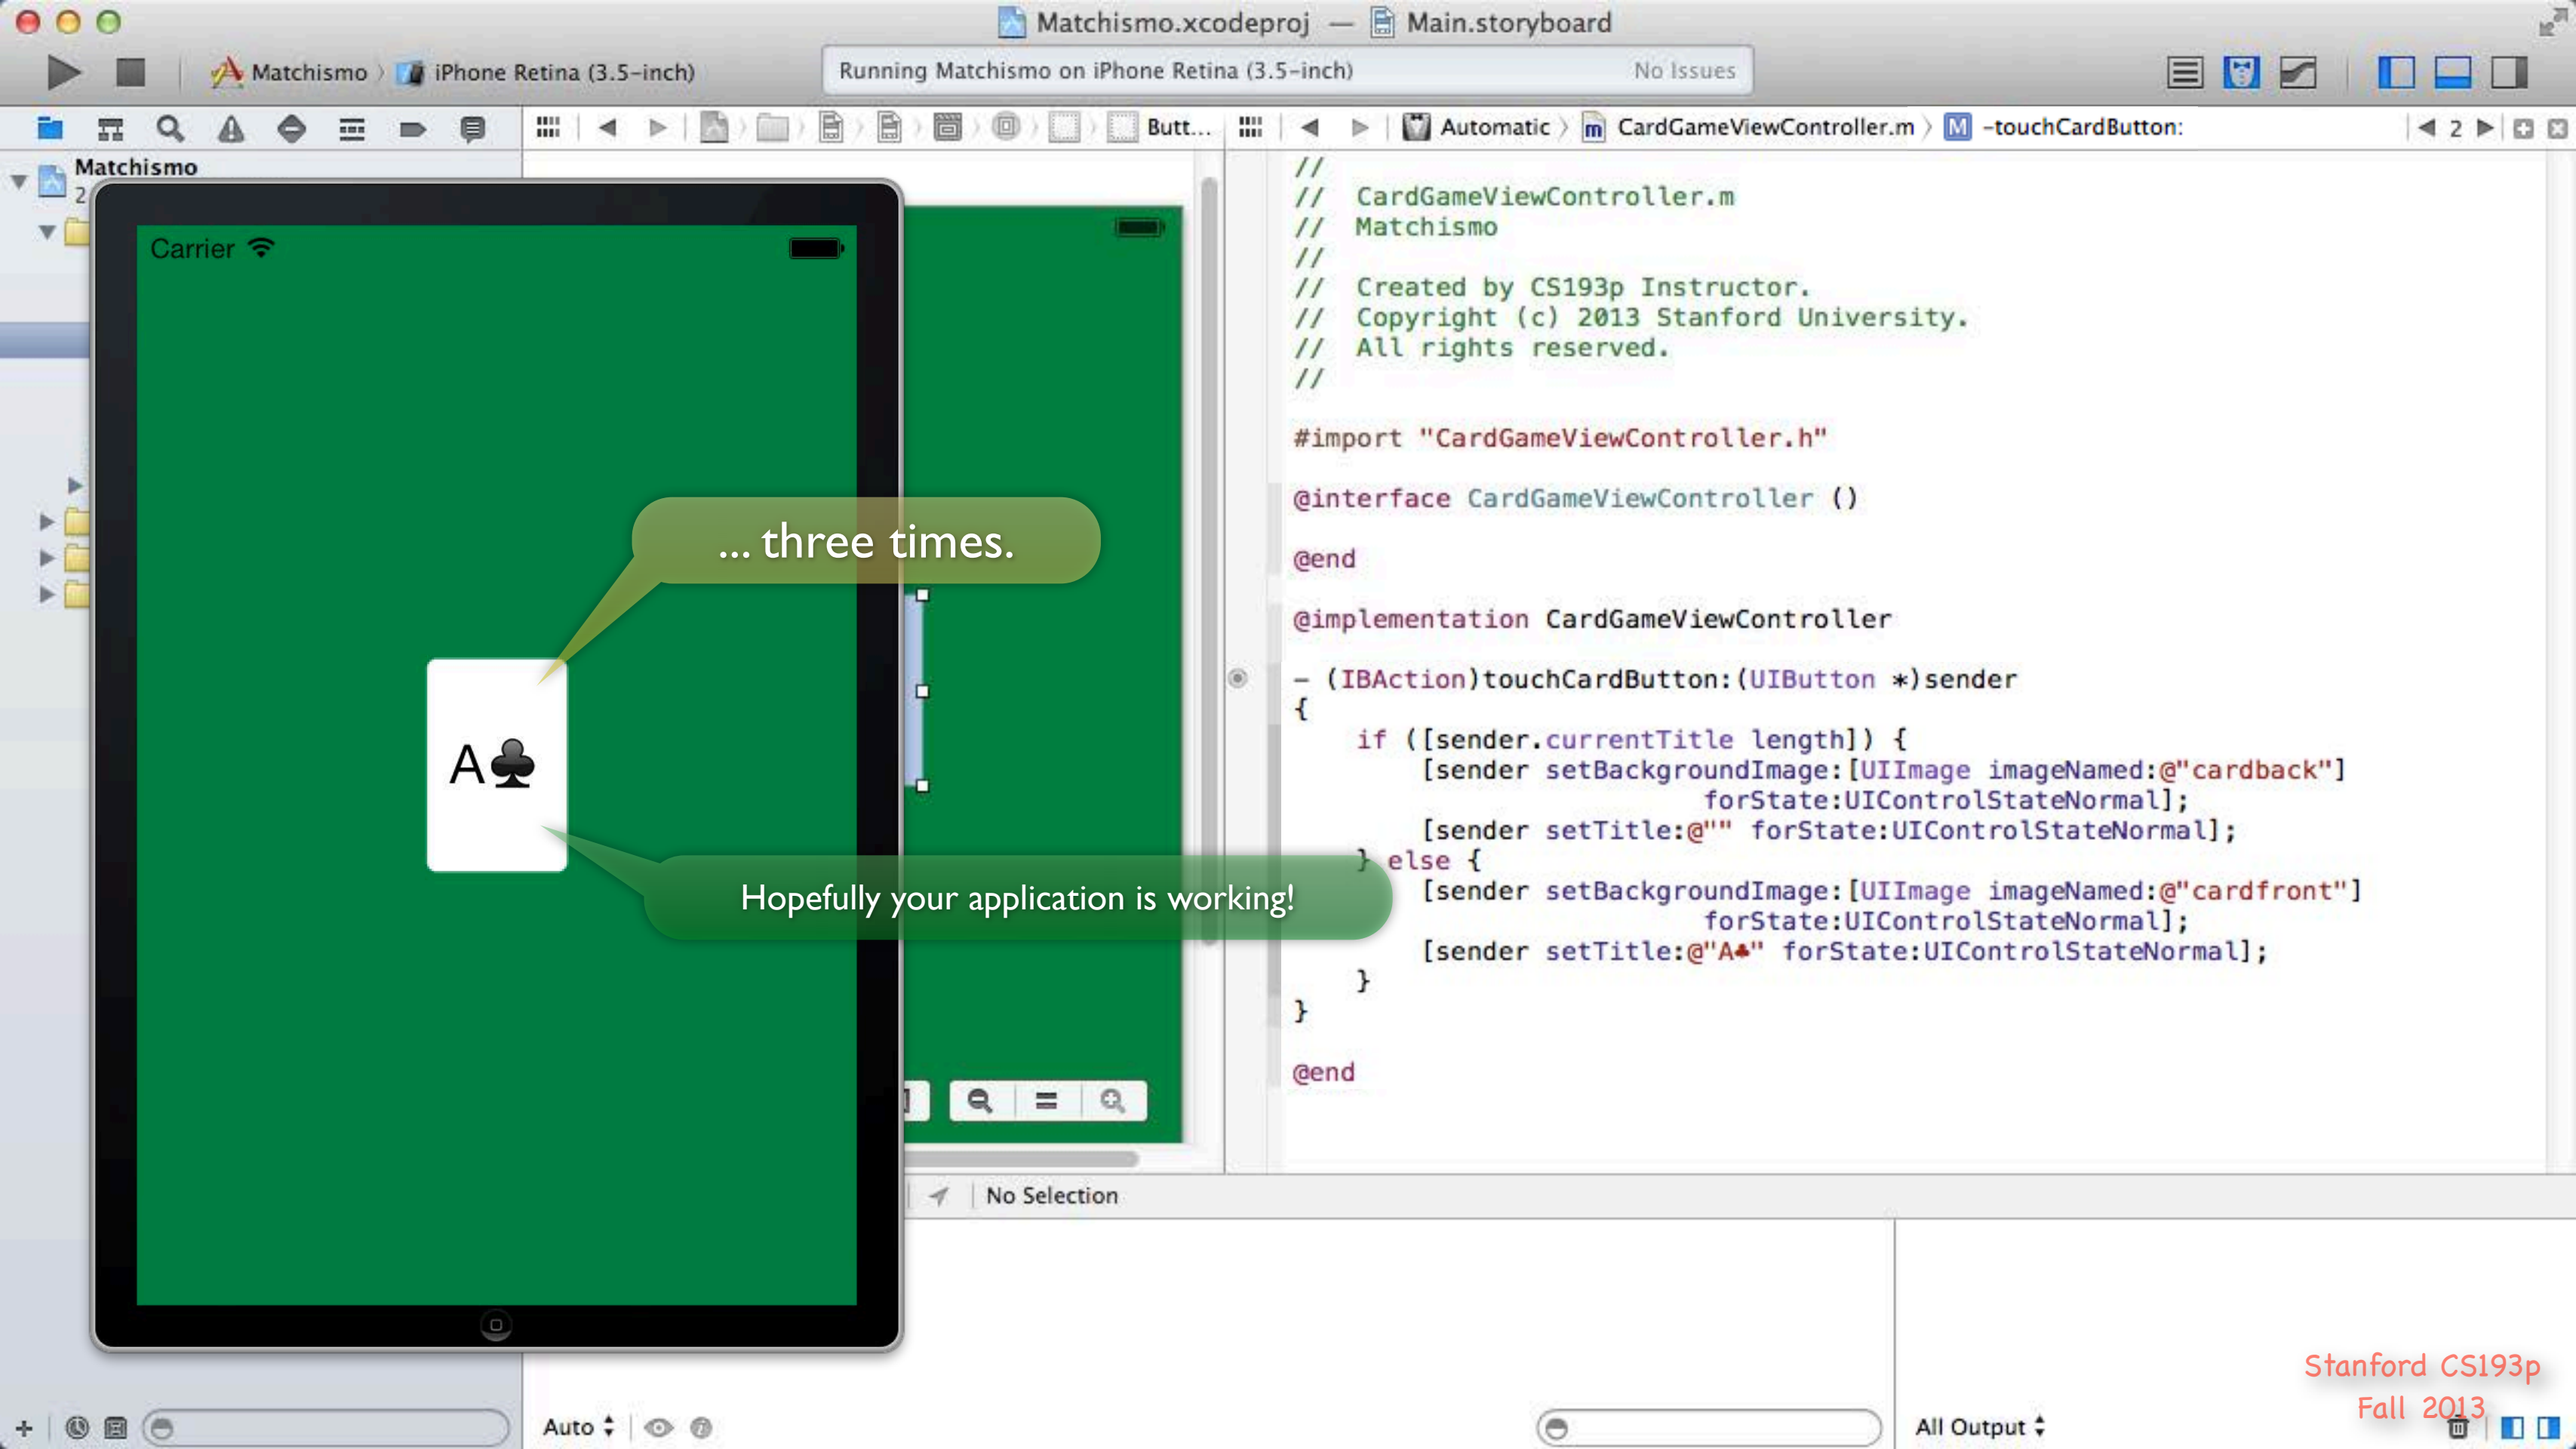 Matchismo.xcodeproj — Main.storyboard
Matchismo iPhone Retina (3.5-inch)
Running Matchismo on iPhone Retina (3.5-inch) No Issues
Butt...
Automatic CardGameViewController.m M -touchCardButton: 2
Matchismo
2
Carrier
... three times.
A♣
Hopefully your application is working!
//
// CardGameViewController.m
// Matchismo
//
// Created by CS193p Instructor.
// Copyright (c) 2013 Stanford University.
// All rights reserved.
//
#import "CardGameViewController.h"
@interface CardGameViewController ()
@end
@implementation CardGameViewController
- (IBAction)touchCardButton:(UIButton *)sender
{
if ([sender.currentTitle length]) {
[sender setBackgroundImage:[UIImage imageNamed:@"cardback"]
forState:UIControlStateNormal];
[sender setTitle:@"" forState:UIControlStateNormal];
} else {
[sender setBackgroundImage:[UIImage imageNamed:@"cardfront"]
forState:UIControlStateNormal];
[sender setTitle:@"A♣" forState:UIControlStateNormal];
}
}
@end
No Selection
Auto
All Output
Stanford CS193p
Fall 2013